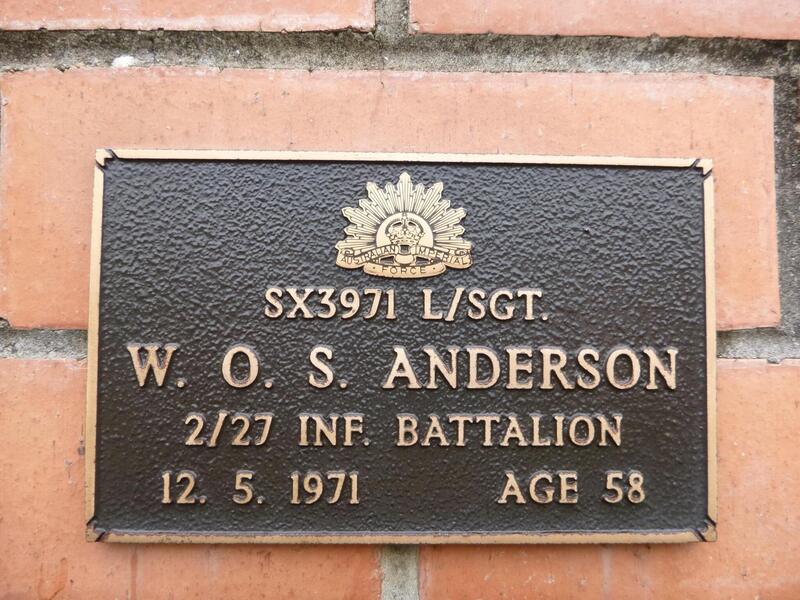 AUSTRALIAN IMPERIAL
FORCE
SX3971 L/SGT.
W. O. S. ANDERSON
2/27 INF. BATTALION
12. 5. 1971 AGE 58